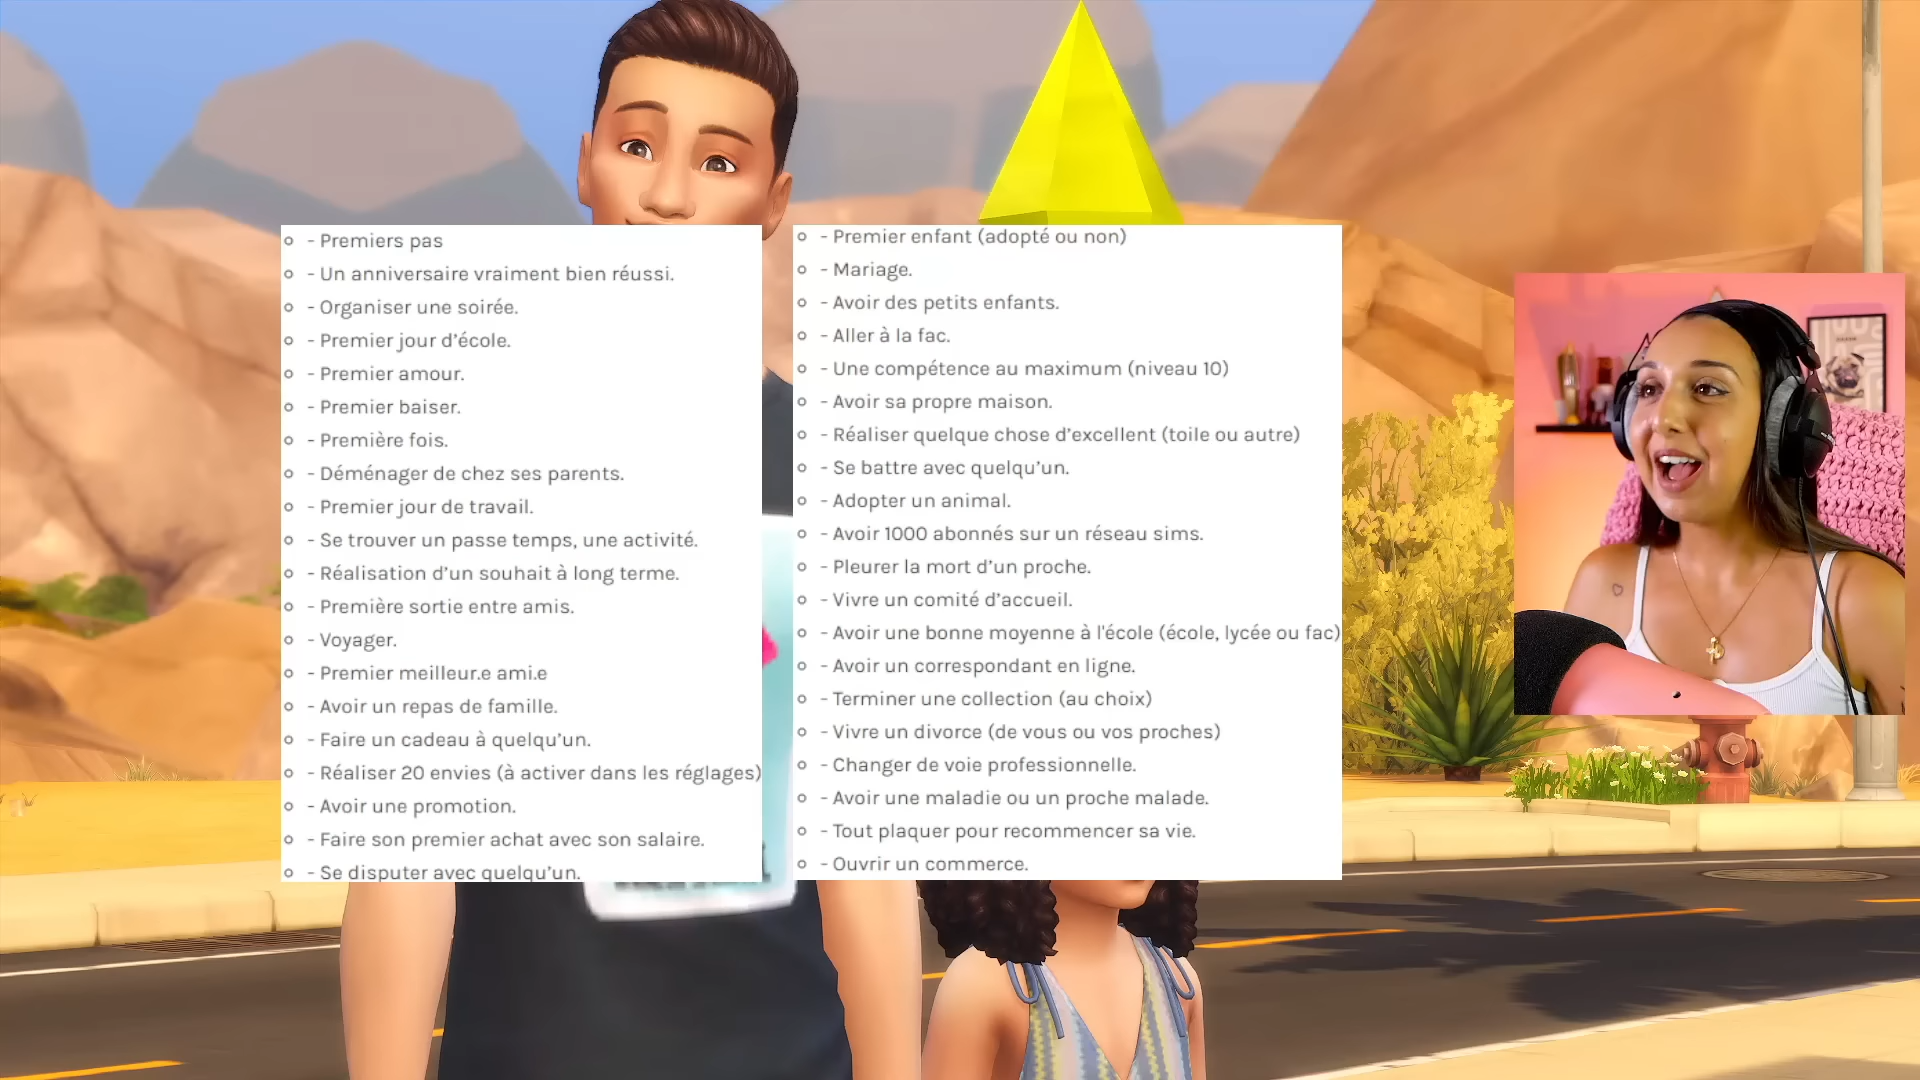 - Premiers pas
- Un anniversaire vraiment bien réussi.
- Organiser une soirée.
- Premier jour d’école.
- Premier amour.
- Premier baiser.
- Première fois.
- Déménager de chez ses parents.
- Premier jour de travail.
- Se trouver un passe temps, une activité.
- Réalisation d’un souhait à long terme.
- Première sortie entre amis.
- Voyager.
- Premier meilleur.e ami.e
- Avoir un repas de famille.
- Faire un cadeau à quelqu’un.
- Réaliser 20 envies (à activer dans les réglages)
- Avoir une promotion.
- Faire son premier achat avec son salaire.
- Se disputer avec quelqu’un.
- Premier enfant (adopté ou non)
- Mariage.
- Avoir des petits enfants.
- Aller à la fac.
- Une compétence au maximum (niveau 10)
- Avoir sa propre maison.
- Réaliser quelque chose d’excellent (toile ou autre)
- Se battre avec quelqu’un.
- Adopter un animal.
- Avoir 1000 abonnés sur un réseau sims.
- Pleurer la mort d’un proche.
- Vivre un comité d’accueil.
- Avoir une bonne moyenne à l'école (école, lycée ou fac)
- Avoir un correspondant en ligne.
- Terminer une collection (au choix)
- Vivre un divorce (de vous ou vos proches)
- Changer de voie professionnelle.
- Avoir une maladie ou un proche malade.
- Tout plaquer pour recommencer sa vie.
- Ouvrir un commerce.